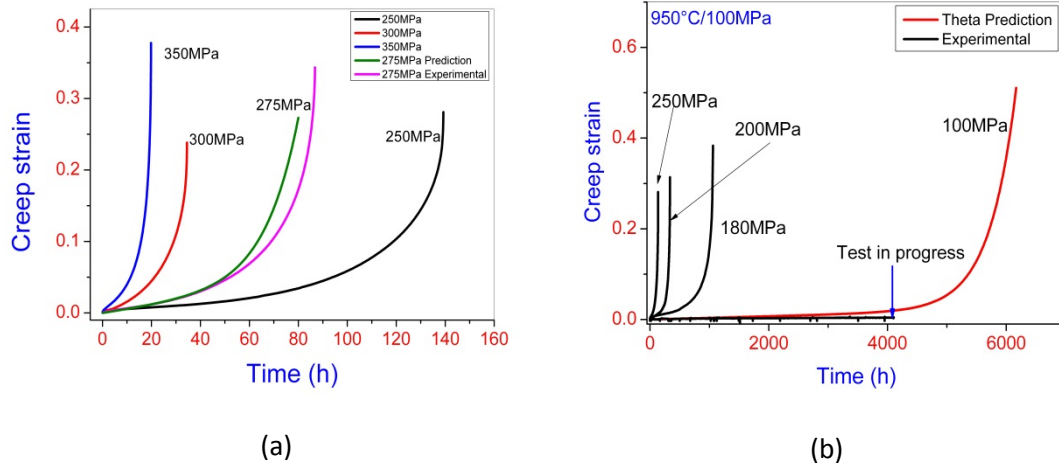 0.4
0.3
0.2
0.1
0.0
Creep strain
350MPa
300MPa
275MPa
250MPa
250MPa
300MPa
350MPa
275MPa Prediction
275MPa Experimental
0 20 40 60 80 100 120 140 160
Time (h)
(a)
950°C/100MPa
0.6
0.4
0.2
0.0
Creep Strain
Theta Prediction
Experimental
250MPa
200MPa
180MPa
100MPa
Test in progress
0 2000 4000 6000
Time (h)
(b)